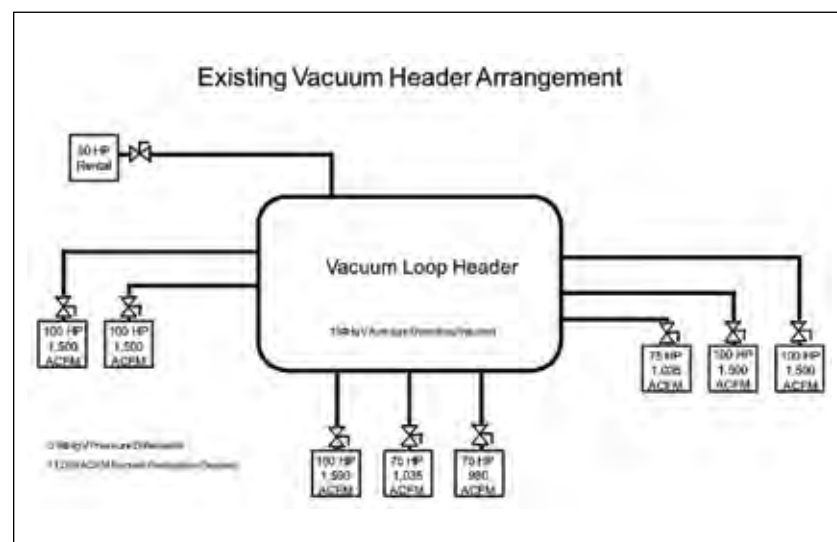 Existing Vacuum Header Arrangement
HP
Rental
Vacuum Loop Header
100 HP
1,500
ACFM
100 HP
1,500
ACFM
75 HP
1,035
ACFM
100 HP
1,500
ACFM
100 HP
1,500
ACFM
100 HP
1,500
ACFM
75 HP
1,035
ACFM
75 HP
ACFM